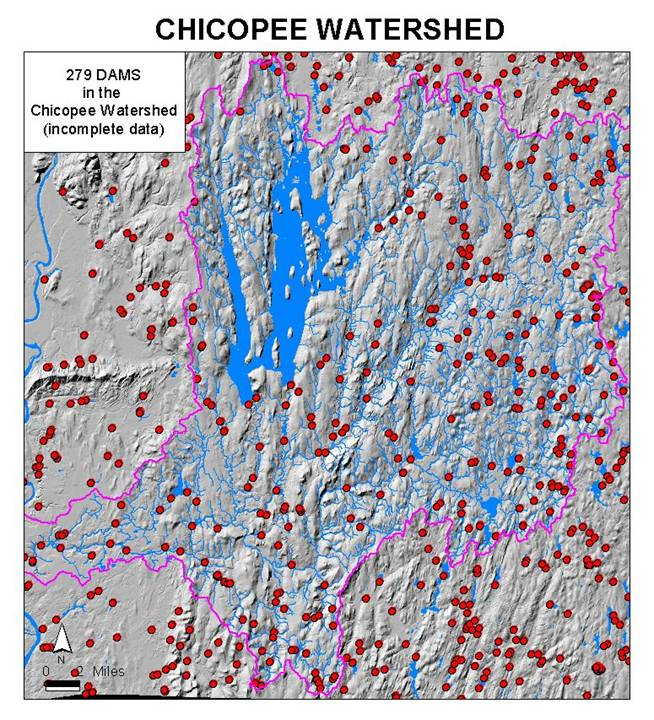 CHICOPEE WATERSHED
279 DAMS
in the
Chicopee Watershed
(incomplete data)
N
0 2 Miles